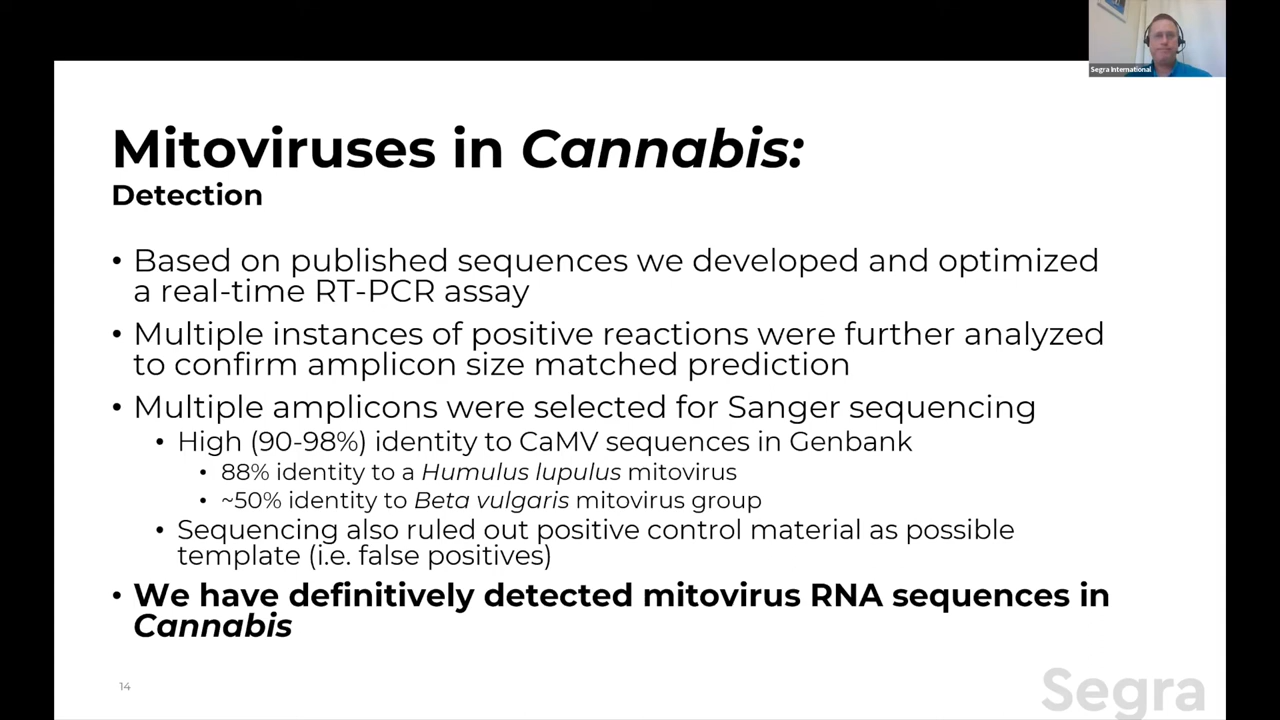 Segra International
Mitoviruses in Cannabis:
Detection
• Based on published sequences we developed and optimized
a real-time RT-PCR assay
• Multiple instances of positive reactions were further analyzed
to confirm amplicon size matched prediction
• Multiple amplicons were selected for Sanger sequencing
• High (90-98%) identity to CaMV sequences in Genbank
• 88% identity to a Humulus lupulus mitovirus
• ~50% identity to Beta vulgaris mitovirus group
• Sequencing also ruled out positive control material as possible
template (i.e. false positives)
• We have definitively detected mitovirus RNA sequences in
Cannabis
14
Segra